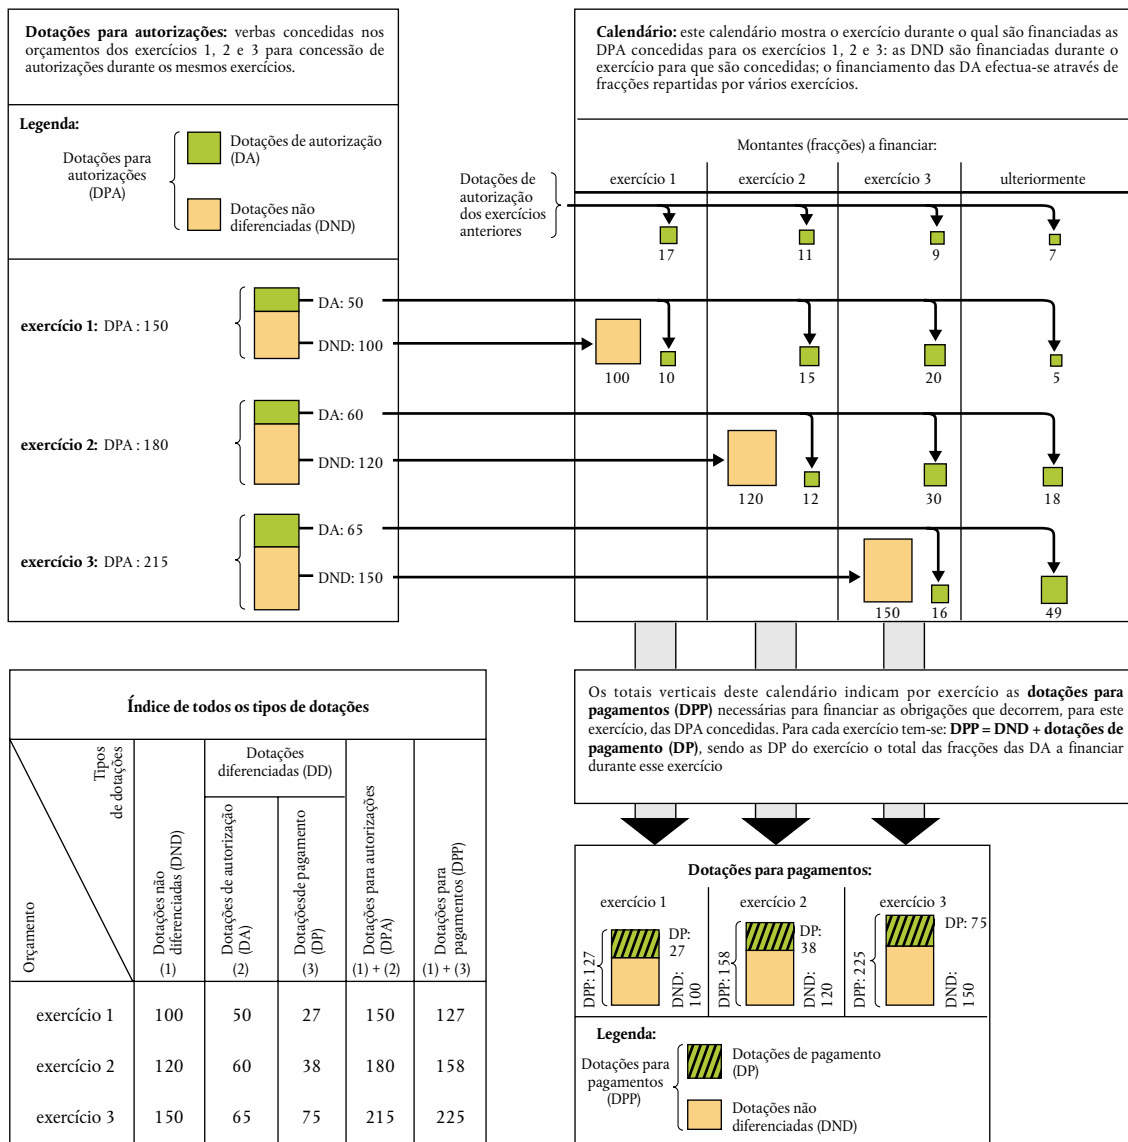 Dotações para autorizações: verbas concedidas nos
orçamentos dos exercícios 1, 2 e 3 para concessão de
autorizações durante os mesmos exercícios.
Legenda:
Dotações para
autorizações
(DPA)
Dotações de autorização
(DA)
Dotações não
diferenciadas (DND)
exercício 1: DPA : 150
DA: 50
DND: 100
exercício 2: DPA : 180
DA: 60
DND: 120
exercício 3: DPA : 215
DA: 65
DND: 150
Calendário: este calendário mostra o exercício durante o qual são financiadas as
DPA concedidas para os exercícios 1, 2 e 3: as DND são financiadas durante o
exercício para que são concedidas; o financiamento das DA efectua-se através de
fracções repartidas por vários exercícios.
Montantes (fracções) a financiar:
Dotações de
autorização
dos exercícios
anteriores
exercício 1 exercício 2 exercício 3 ulteriormente
17 11 9 7
100 10 15 20 5
120 12 30 18
150 16 49
Os totais verticais deste calendário indicam por exercício as dotações para
pagamentos (DPP) necessárias para financiar as obrigações que decorrem, para este
exercício, das DPA concedidas. Para cada exercício tem-se: DPP = DND + dotações de
pagamento (DP), sendo as DP do exercício o total das fracções das DA a financiar
durante esse exercício
Índice de todos os tipos de dotações
Tipos
de dotações
Orçamento
Dotações não
diferenciadas (DND)
(1)
Dotações
diferenciadas (DD)
Dotações de autorização
(DA)
(2)
Dotaçõesde pagamento
(DP)
(3)
Dotações para autorizações
(DPA)
(1) + (2)
Dotações para
pagamentos (DPP)
(1) + (3)
exercício 1 100 50 27 150 127
exercício 2 120 60 38 180 158
exercício 3 150 65 75 215 225
Dotações para pagamentos:
exercício 1
DPP: 127
DP:
27
DND:
100
exercício 2
DPP: 158
DP:
38
DND:
120
exercício 3
DPP: 225
DP: 75
DND:
150
Legenda:
Dotações para
pagamentos
(DPP)
Dotações de pagamento
(DP)
Dotações não
diferenciadas (DND)